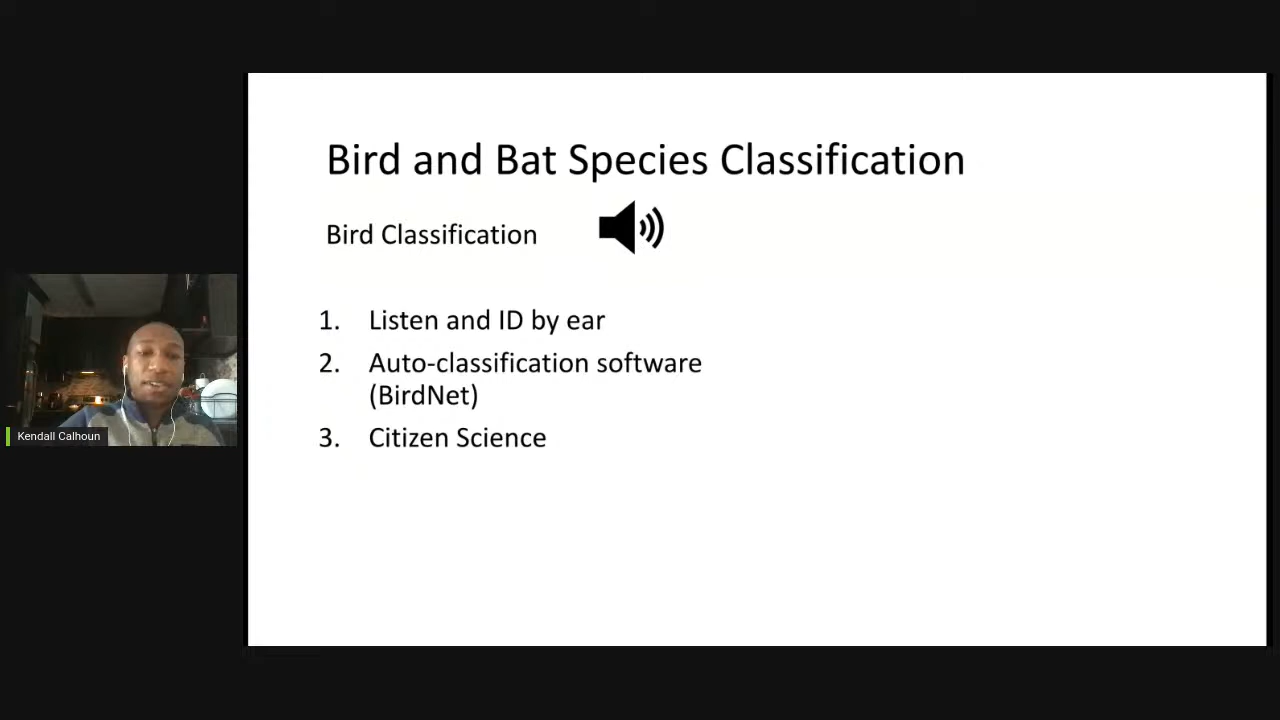 Bird and Bat Species Classification
Bird Classification
1. Listen and ID by ear
2. Auto-classification software
(BirdNet)
3. Citizen Science
Kendall Calhoun